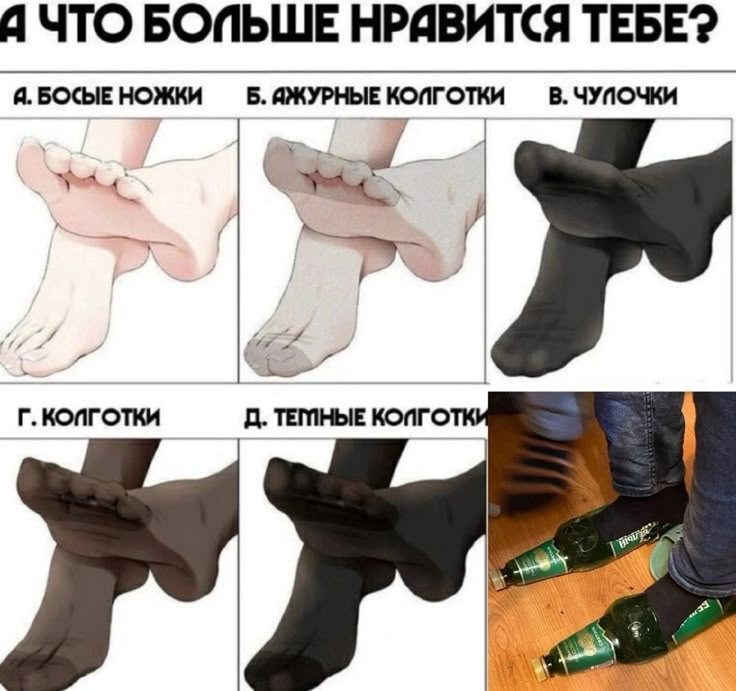 А ЧТО БОЛЬШЕ НРАВИТСЯ ТЕБЕ?
А. БОСЫЕ НОЖКИ
Б. АЖУРНЫЕ КОЛГОТКИ
В. ЧУЛОЧКИ
Г. КОЛГОТКИ
Д. ТЕМНЫЕ КОЛГОТКИ